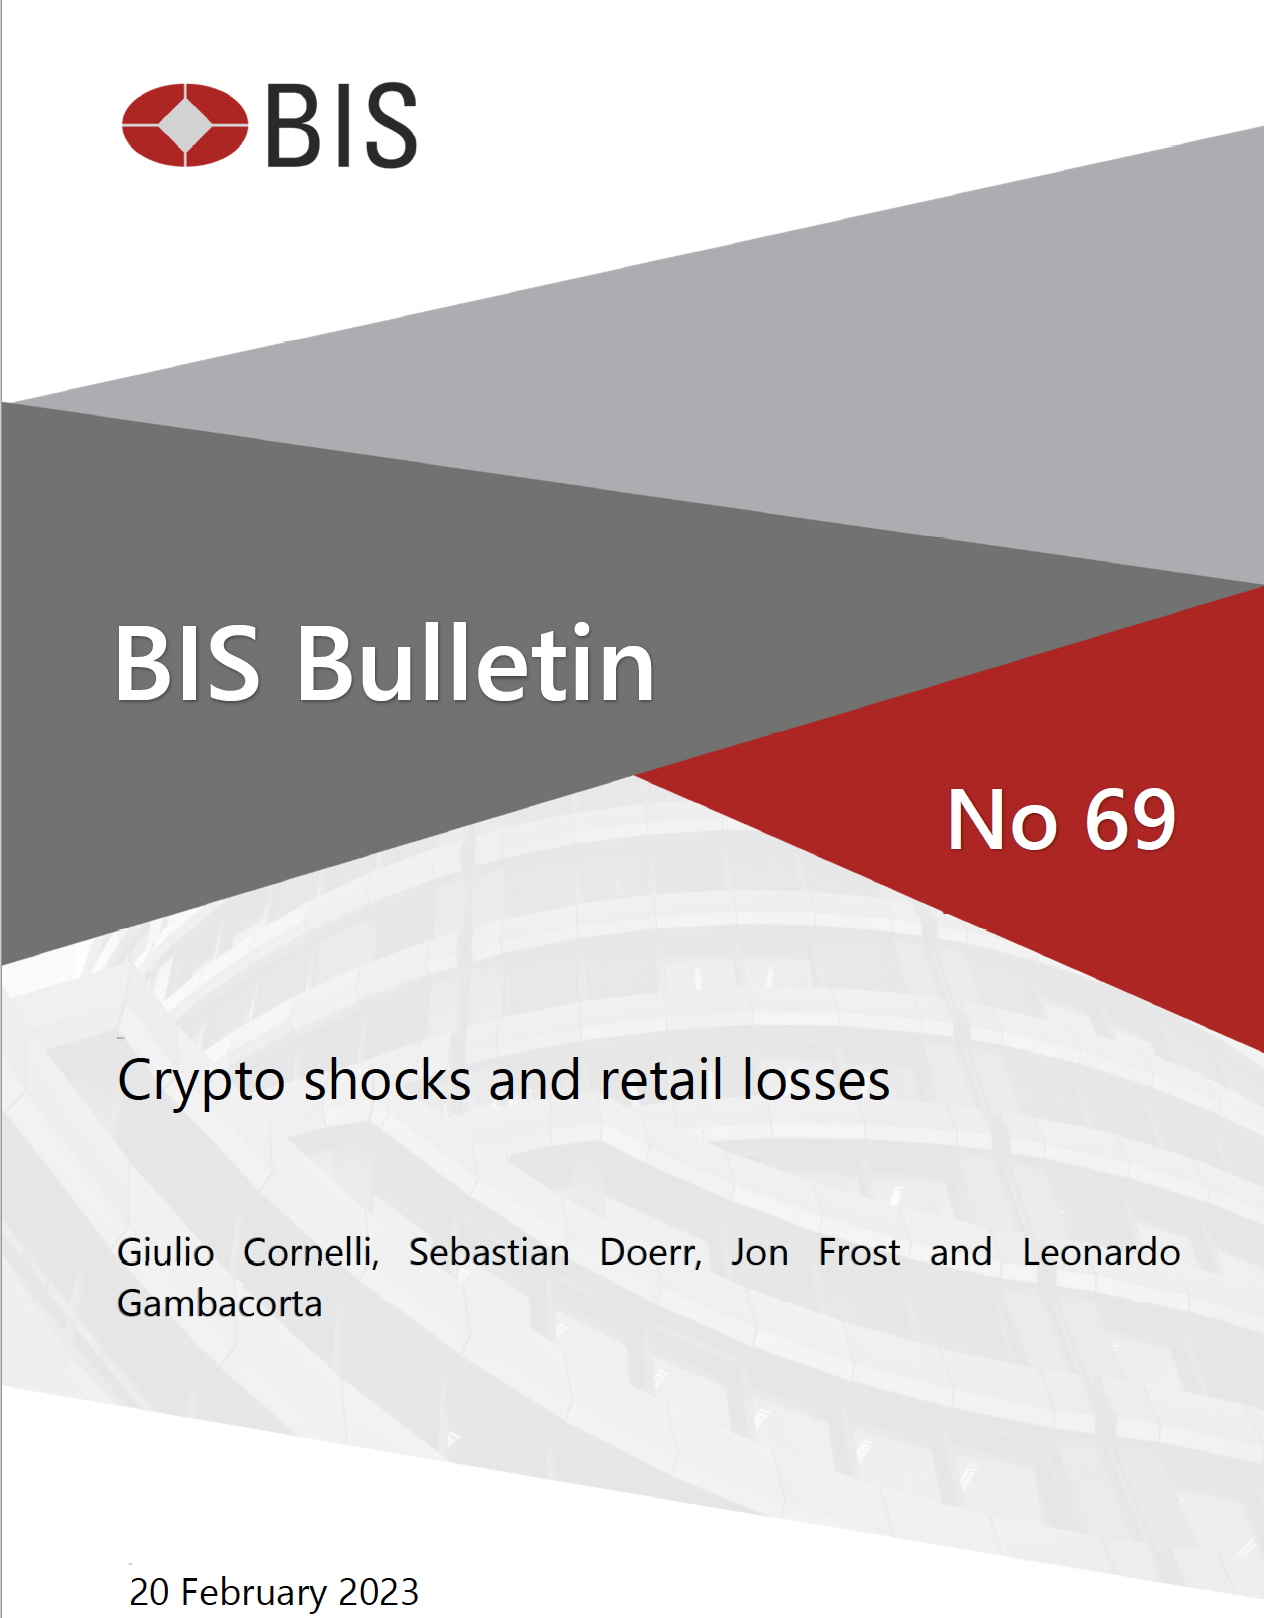 BIS
BIS Bulletin
No 69
Crypto shocks and retail losses
Giulio Cornelli, Sebastian Doerr, Jon Frost and Leonardo
Gambacorta
20 February 2023